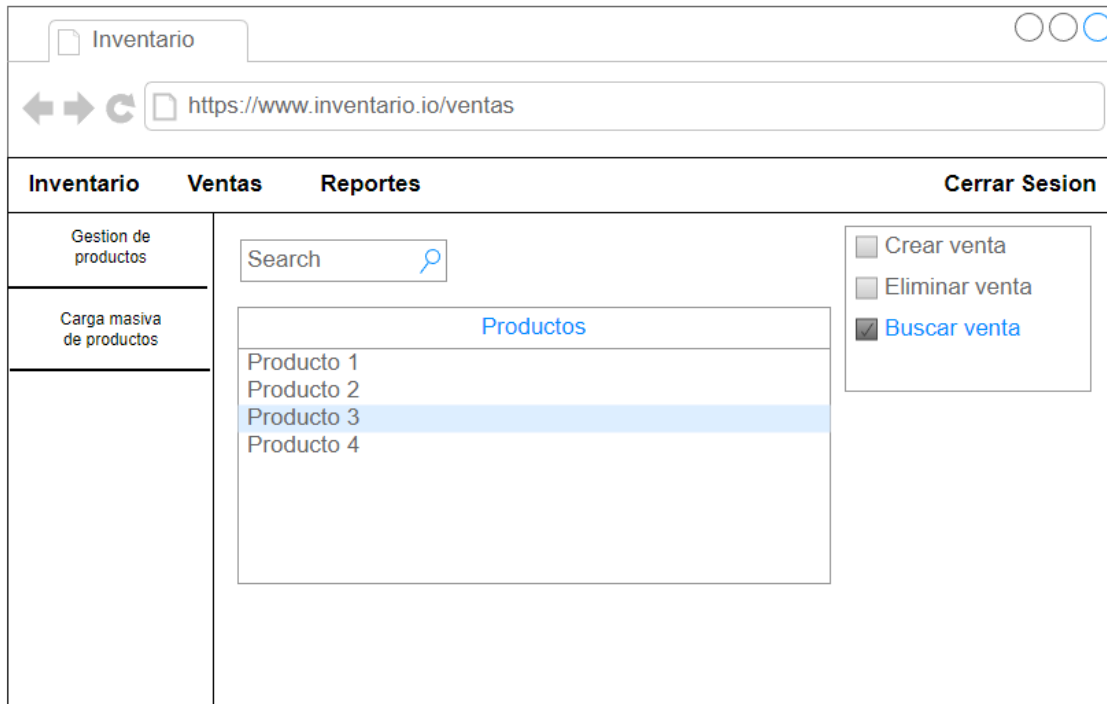 Inventario
https://www.inventario.io/ventas
Inventario Ventas Reportes Cerrar Sesion
Gestion de
productos
Carga masiva
de productos
Search
Productos
Producto 1
Producto 2
Producto 3
Producto 4
Crear venta
Eliminar venta
Buscar venta